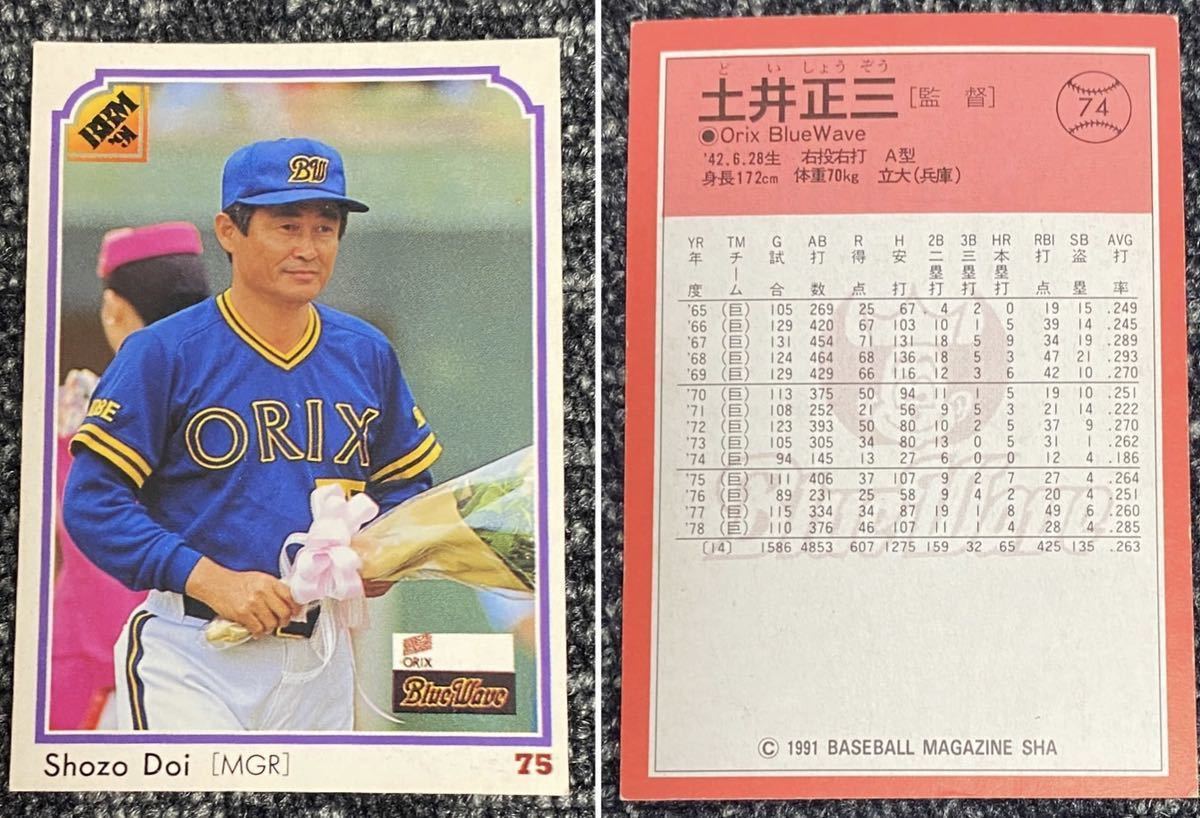 BBM
'91
BW
OBE
ORIX
ORIX
BlueWave
Shozo Doi [MGR]
75
ど い しょう ぞう
土井正三[監 督]
74
●Orix BlueWave
'42.6.28生 右投右打 A型
身長172cm 体重70kg 立大(兵庫)
YR TM G AB R H 2B 3B HR RBI SB AVG
年度 チーム 試合 打数 得点 安打 二塁打 三塁打 本塁打 打点 盗塁 打率
'65 (巨) 105 269 25 67 4 2 0 19 15 .249
'66 (巨) 129 420 67 103 10 1 5 39 14 .245
'67 (巨) 131 454 71 131 18 5 9 34 19 .289
'68 (巨) 124 464 68 136 18 5 3 47 21 .293
'69 (巨) 129 429 66 116 12 3 6 42 10 .270
'70 (巨) 113 375 50 94 11 5 19 10 .251
'71 (巨) 108 252 21 56 9 5 3 21 14 .222
'72 (巨) 123 393 50 80 10 2 5 37 9 .270
'73 (巨) 105 305 34 80 13 0 5 31 1 .262
'74 (巨) 94 145 13 27 6 0 0 12 4 .186
'75 (巨) 111 406 37 107 9 2 7 27 4 .264
'76 (巨) 89 231 25 58 9 4 2 20 4 .251
'77 (巨) 115 334 34 87 19 1 8 49 6 .260
'78 (巨) 110 376 46 107 11 1 4 28 4 .285
[14] 1586 4853 607 1275 159 32 65 425 135 .263
BlueWave
© 1991 BASEBALL MAGAZINE SHA